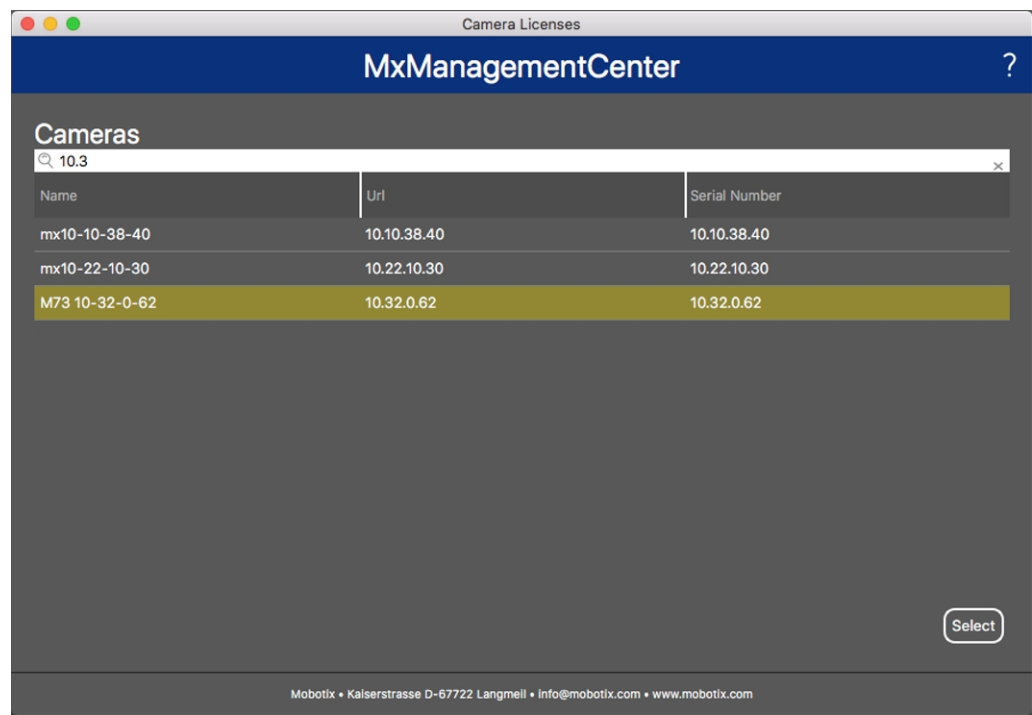 Camera Licenses
MxManagementCenter ?
Cameras
10.3
Name Url Serial Number
mx10-10-38-40 10.10.38.40 10.10.38.40
mx10-22-10-30 10.22.10.30 10.22.10.30
M73 10-32-0-62 10.32.0.62 10.32.0.62
Select
Mobotix • Kaiserstrasse D-67722 Langmeil • info@mobotix.com • www.mobotix.com